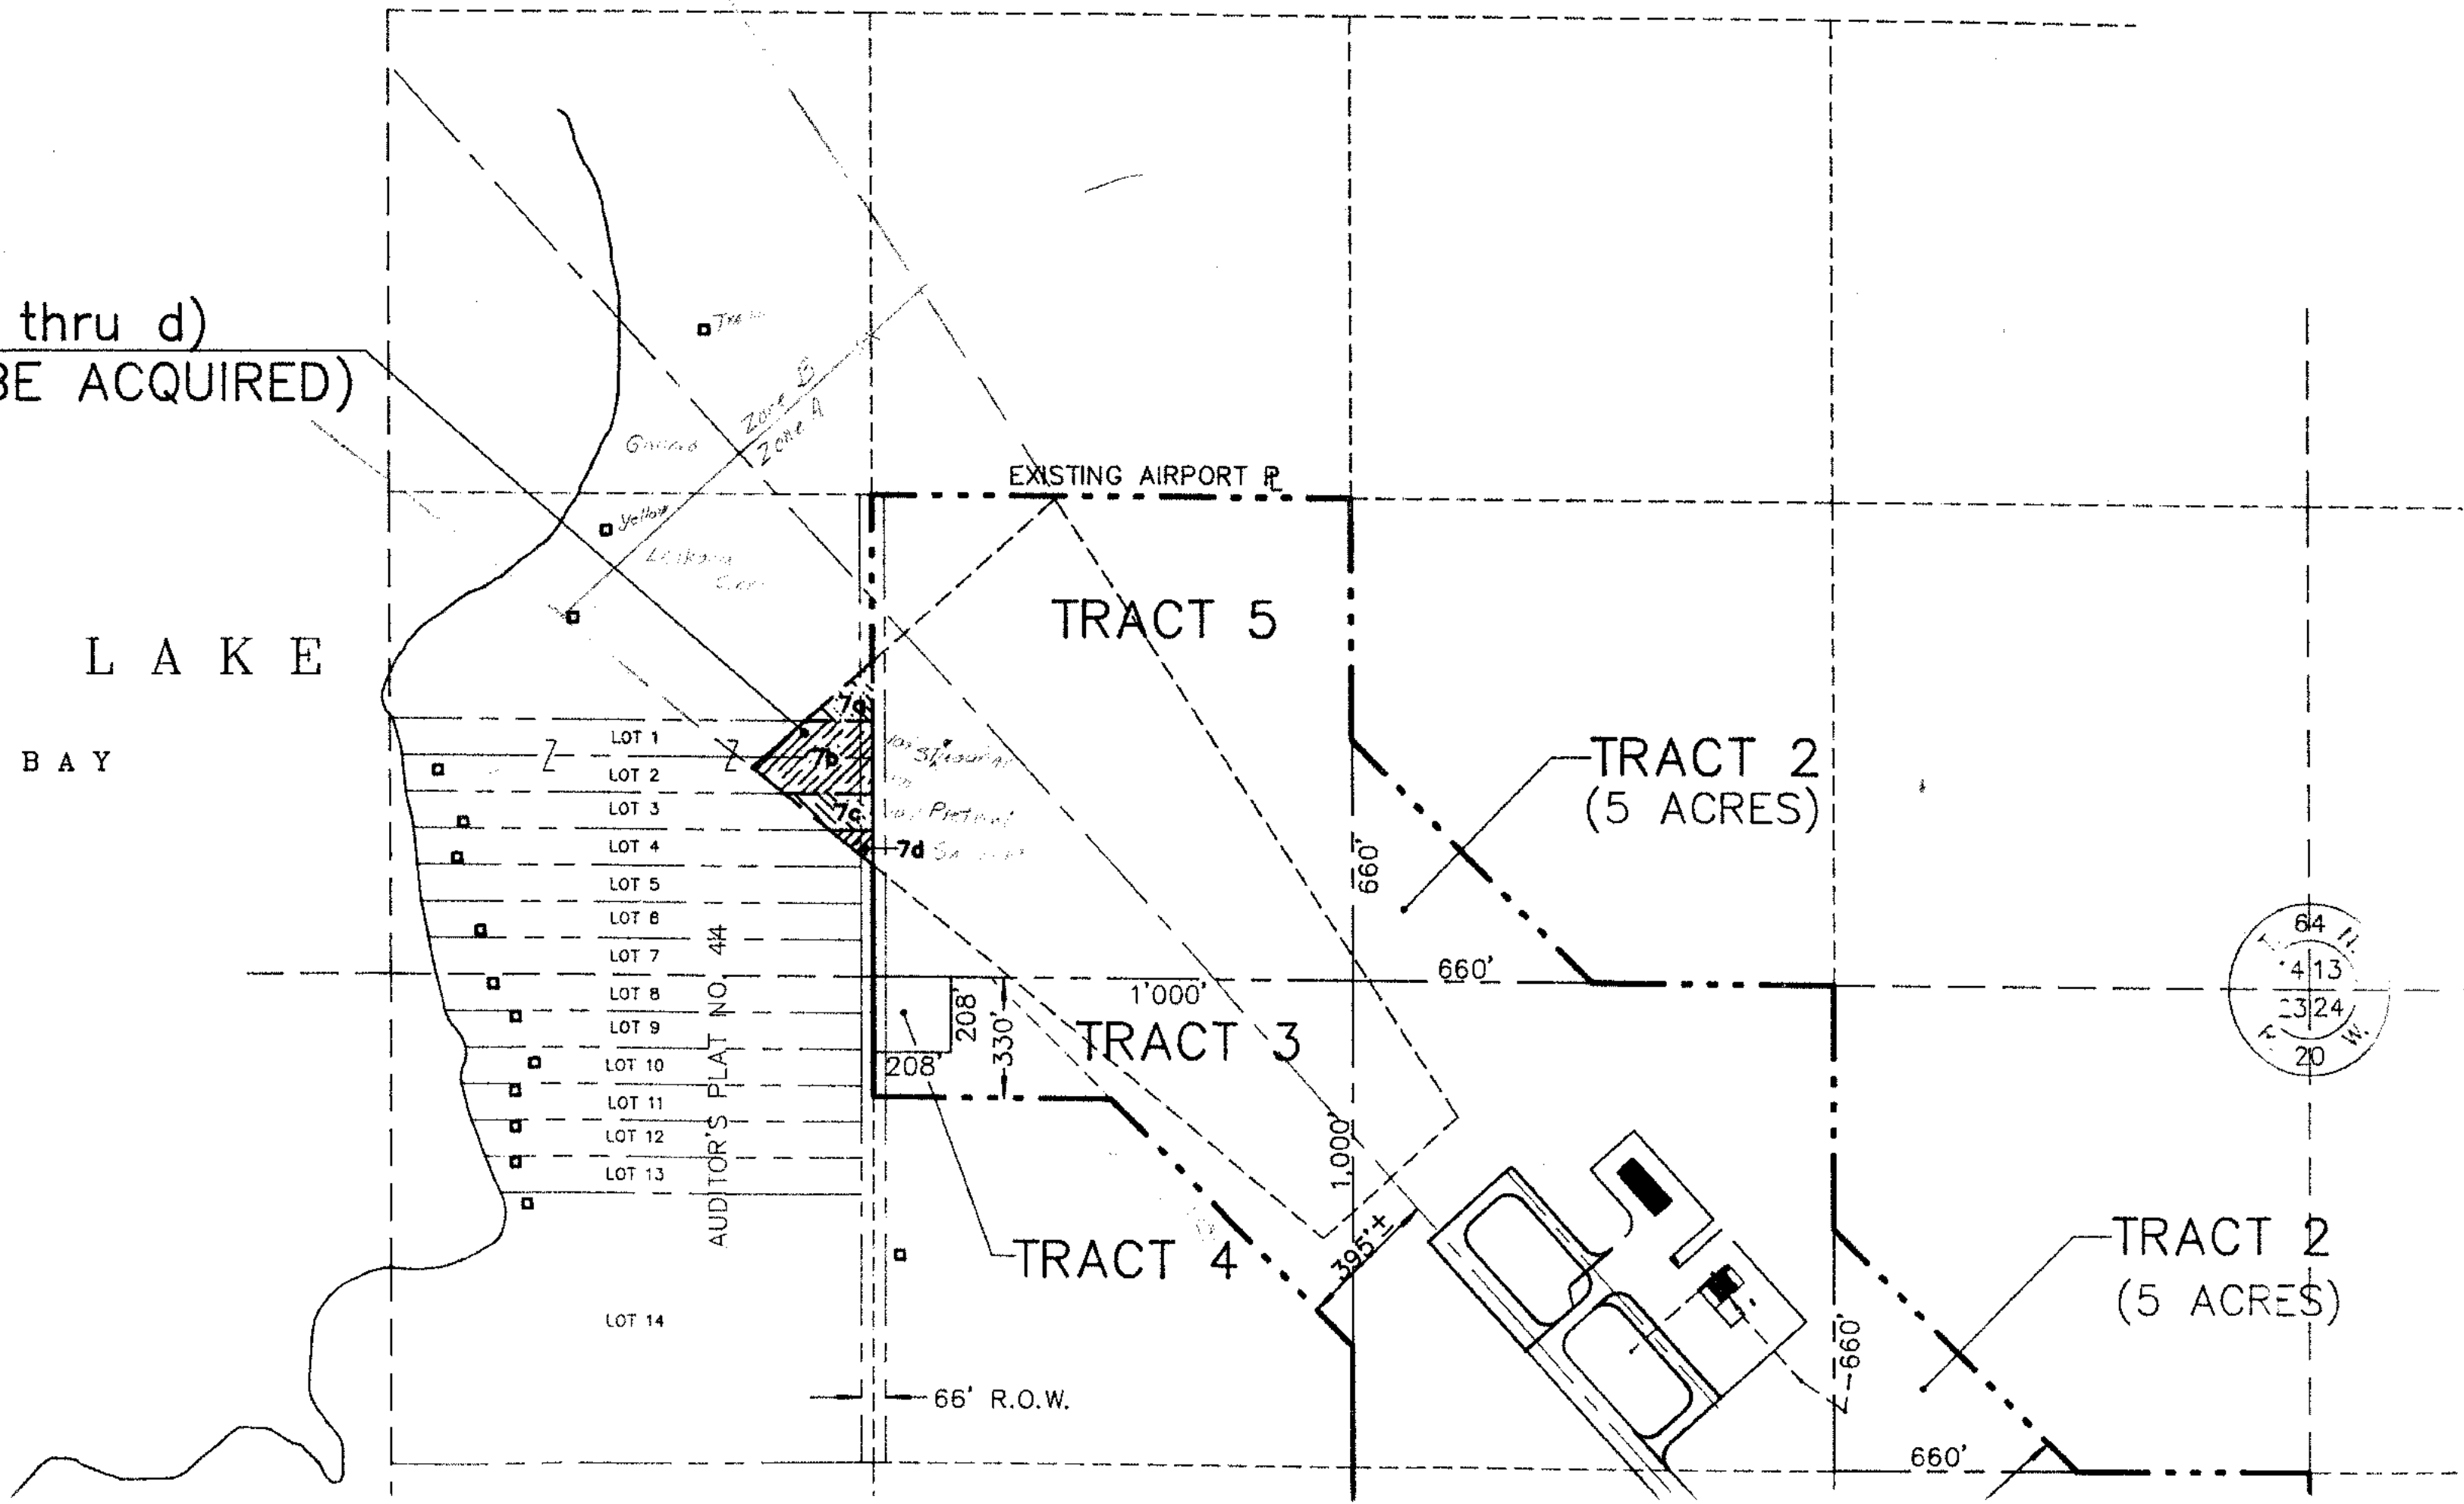 thru d)
BE ACQUIRED)
Zone B
Zone A
Yellow
EXISTING AIRPORT PL
TRACT 5
L A K E
B A Y
7a
7b
7c
7d
LOT 1
LOT 2
LOT 3
LOT 4
LOT 5
LOT 6
LOT 7
LOT 8
LOT 9
LOT 10
LOT 11
LOT 12
LOT 13
LOT 14
AUDITOR'S PLAT NO. 44
TRACT 2
(5 ACRES)
660'
660'
1'000'
208'
208'
330'
TRACT 3
1,000'
395'±
TRACT 4
66' R.O.W.
64 N.
T.
13
23 24
R. W.
20
TRACT 2
(5 ACRES)
660'
660'